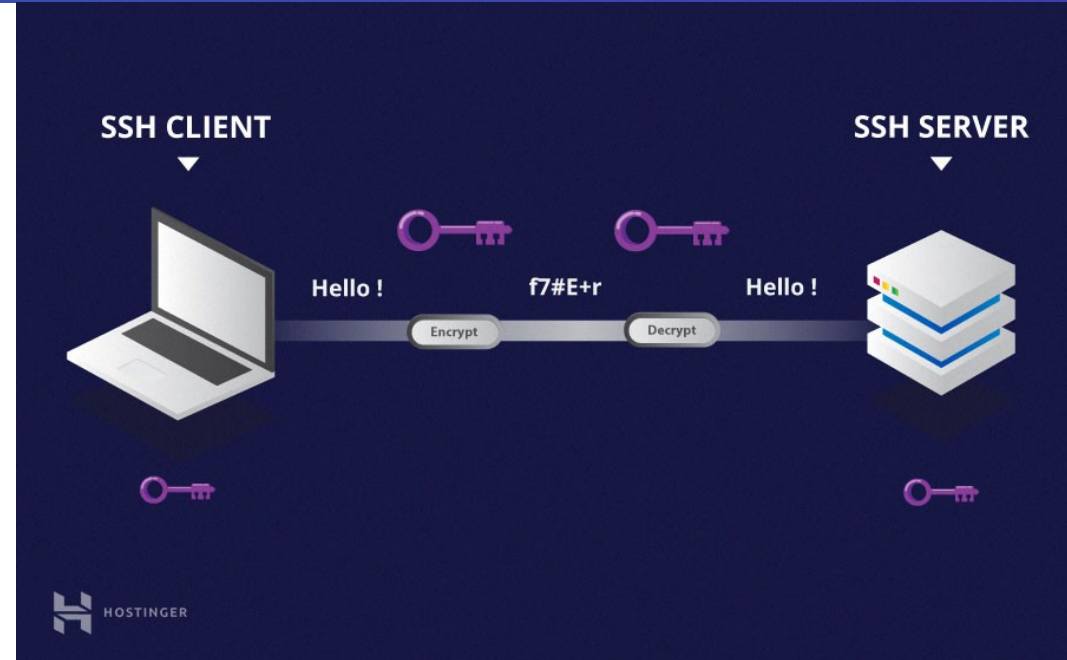 SSH CLIENT
SSH SERVER
Hello !
f7#E+r
Hello !
Encrypt
Decrypt
HOSTINGER